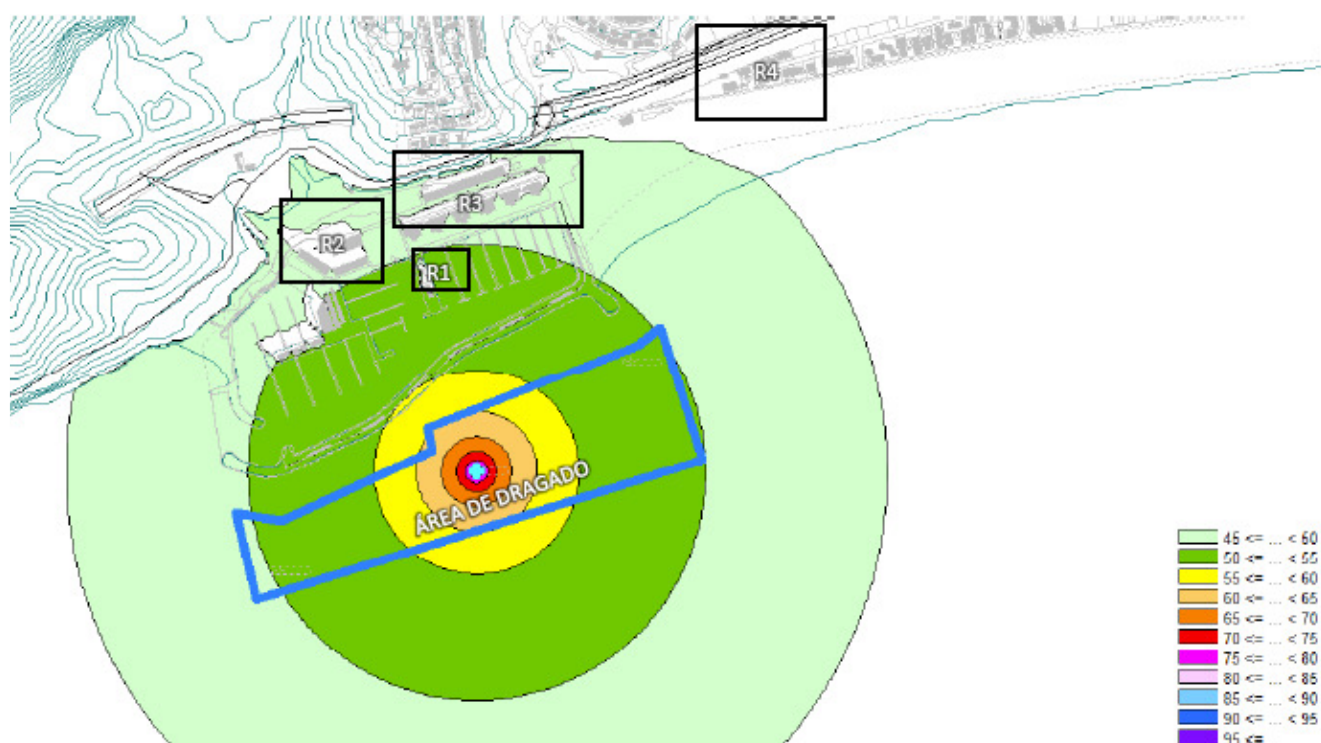 R4
R3
R2
R1
ÁREA DE DRAGADO
45 <= ... < 50
50 <= ... < 55
55 <= ... < 60
60 <= ... < 65
65 <= ... < 70
70 <= ... < 75
75 <= ... < 80
80 <= ... < 85
85 <= ... < 90
90 <= ... < 95
95 <=